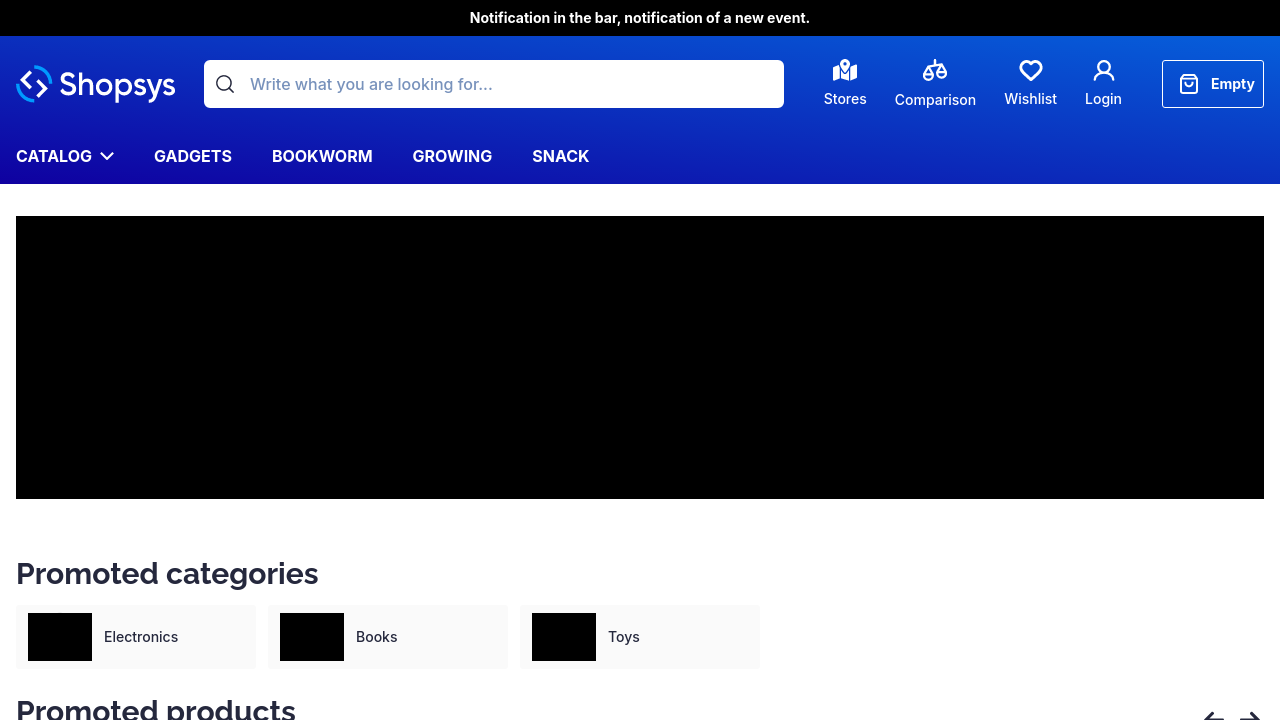 Notification in the bar, notification of a new event.
Shopsys
Write what you are looking for...
Stores
Comparison
Wishlist
Login
Empty
CATALOG
GADGETS
BOOKWORM
GROWING
SNACK
Promoted categories
Electronics
Books
Toys
Promoted products